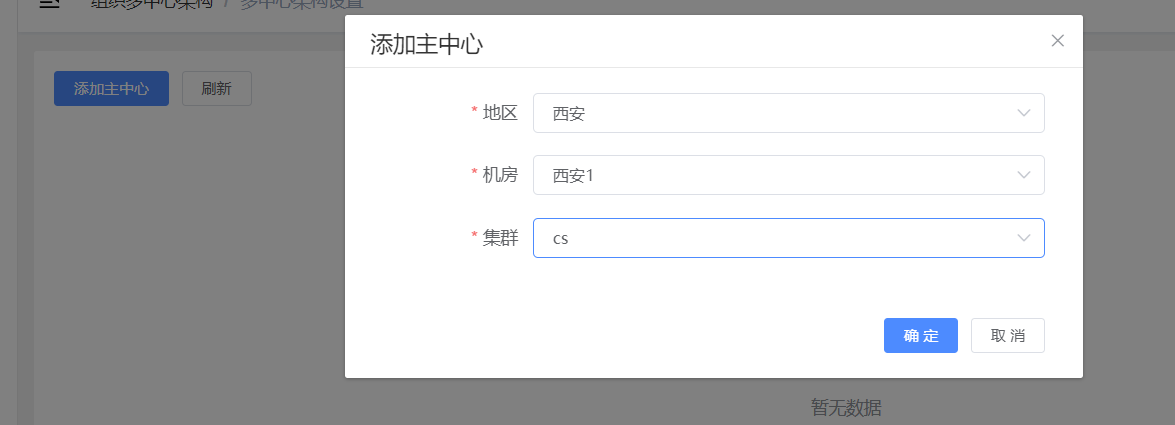 组织多中心架构 / 多中心架构设置
添加主中心
添加主中心 刷新
* 地区 西安
* 机房 西安1
* 集群 cs
确 定 取 消
暂无数据